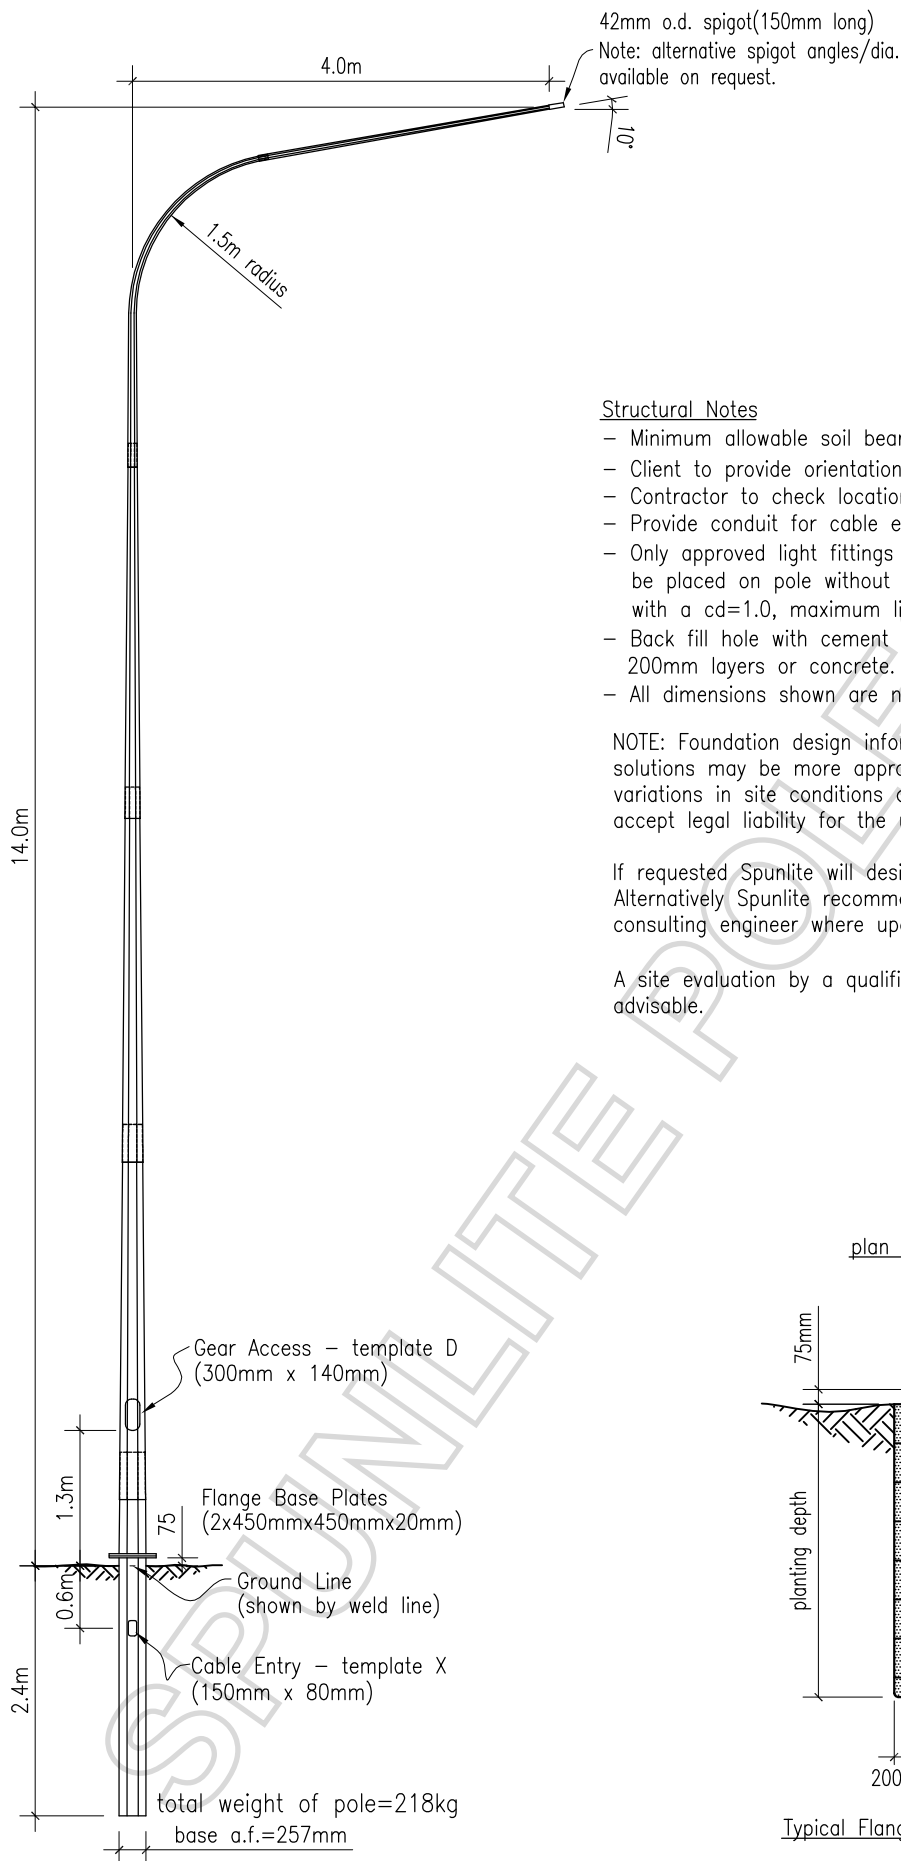 42mm o.d. spigot(150mm long)
Note: alternative spigot angles/dia.
available on request.
4.0m
10°
1.5m radius
Structural Notes
– Minimum allowable soil bear
– Client to provide orientation
– Contractor to check location
– Provide conduit for cable e
– Only approved light fittings
be placed on pole without
with a cd=1.0, maximum li
– Back fill hole with cement
200mm layers or concrete.
– All dimensions shown are n
NOTE: Foundation design infor
solutions may be more appro
variations in site conditions
accept legal liability for the
14.0m
If requested Spunlite will desi
Alternatively Spunlite recomme
consulting engineer where up
A site evaluation by a qualifi
advisable.
SPUNLITE POLE
plan
75mm
planting depth
200
Typical Flang
Gear Access – template D
(300mm x 140mm)
1.3m
75
Flange Base Plates
(2x450mmx450mmx20mm)
0.6m
Ground Line
(shown by weld line)
Cable Entry – template X
(150mm x 80mm)
2.4m
total weight of pole=218kg
base a.f.=257mm